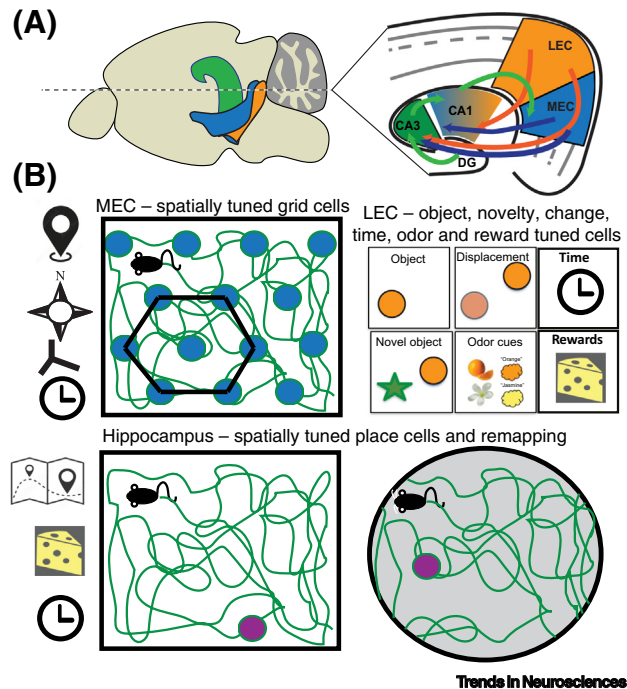 (A)
LEC
MEC
CA1
CA3
DG
(B)
MEC – spatially tuned grid cells
N
LEC – object, novelty, change,
time, odor and reward tuned cells
Object
Displacement
Time
Novel object
Odor cues
"Orange"
"Jasmine"
Rewards
Hippocampus – spatially tuned place cells and remapping
Trends in Neurosciences